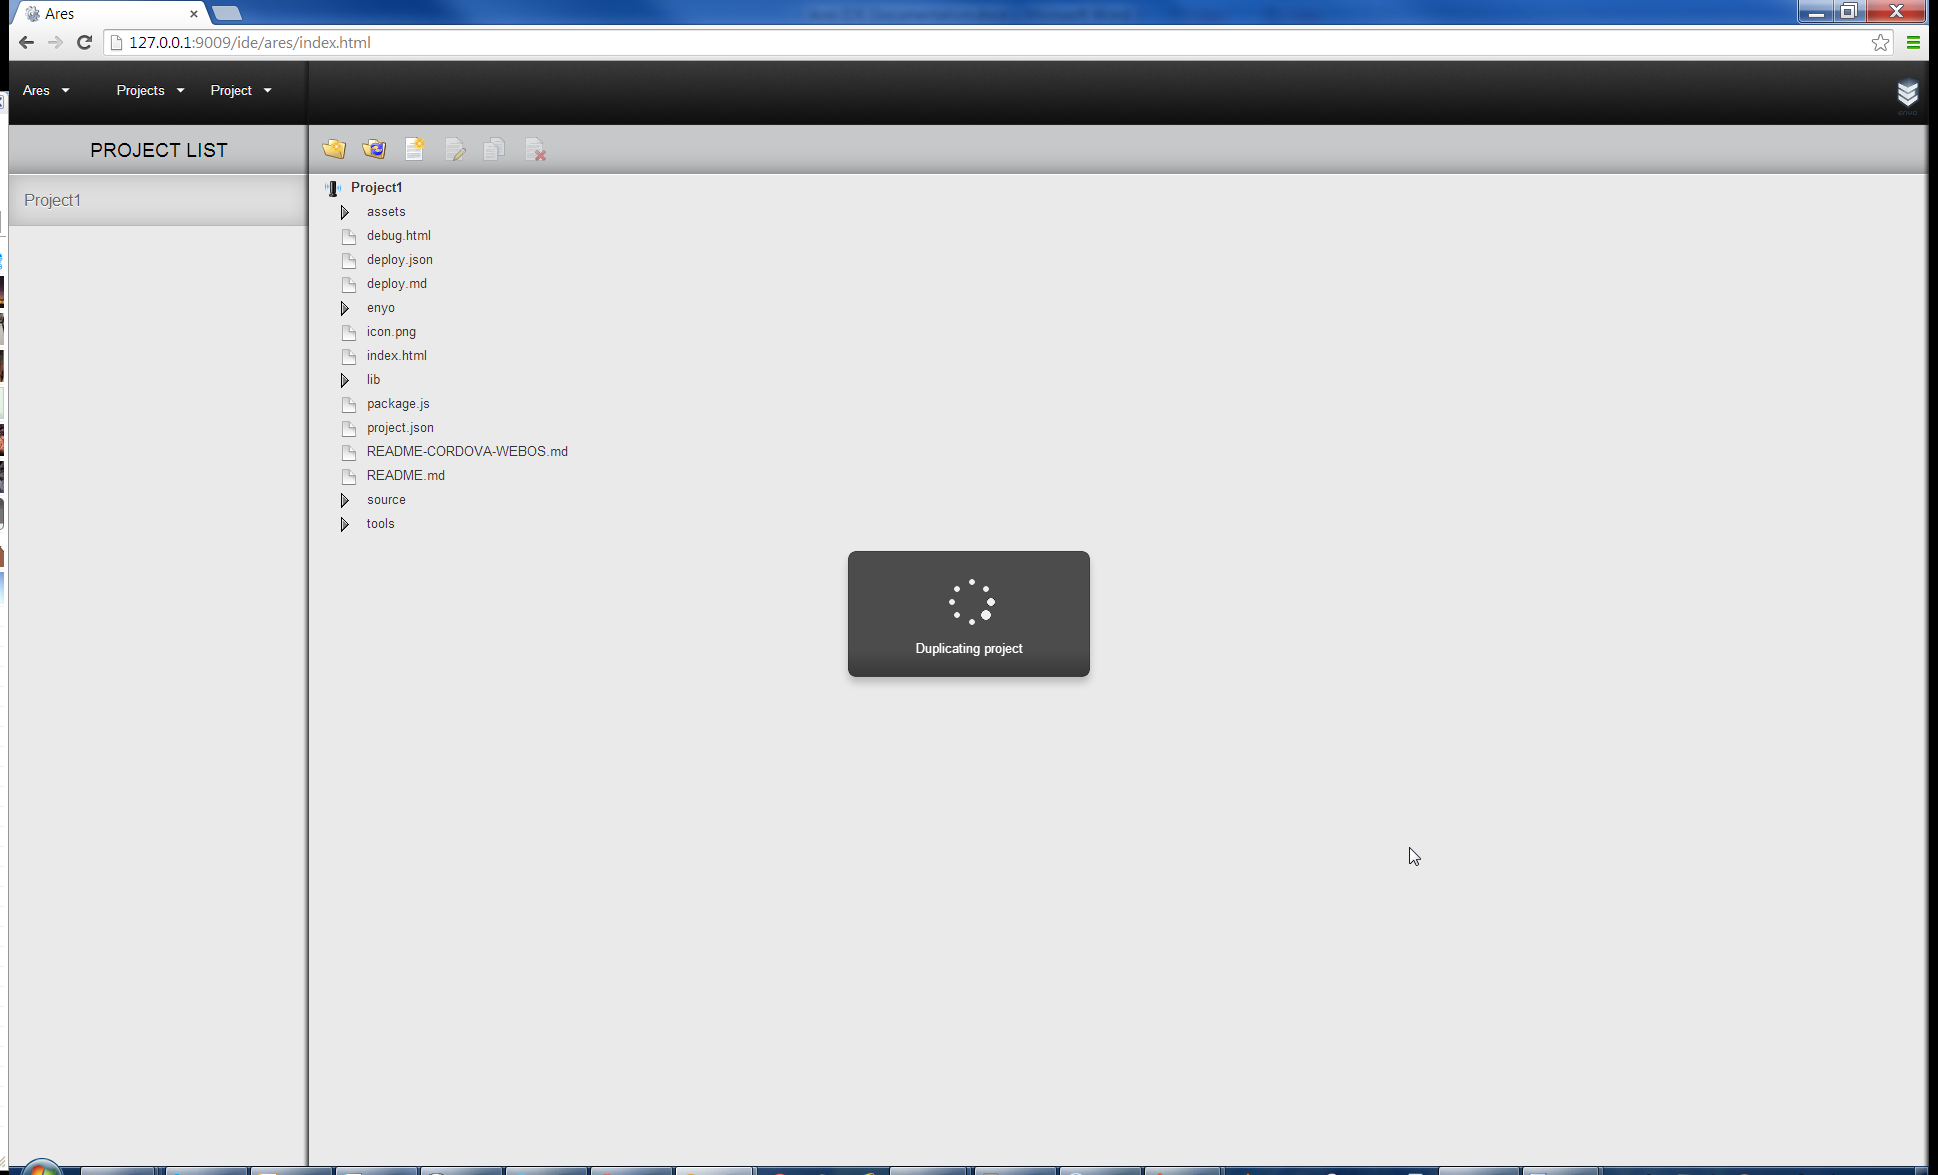 Ares
127.0.0.1:9009/ide/ares/index.html
Ares Projects Project
PROJECT LIST
Project1
Project1
assets
debug.html
deploy.json
deploy.md
enyo
icon.png
index.html
lib
package.js
project.json
README-CORDOVA-WEBOS.md
README.md
source
tools
Duplicating project